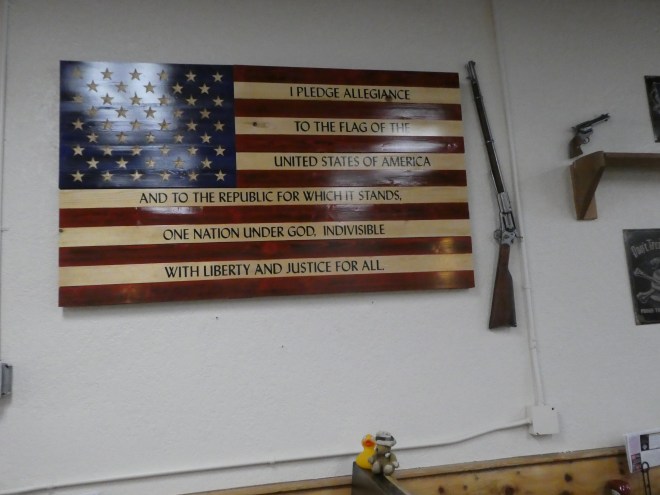 I PLEDGE ALLEGIANCE
TO THE FLAG OF THE
UNITED STATES OF AMERICA
AND TO THE REPUBLIC FOR WHICH IT STANDS,
ONE NATION UNDER GOD, INDIVISIBLE
WITH LIBERTY AND JUSTICE FOR ALL.
Don't